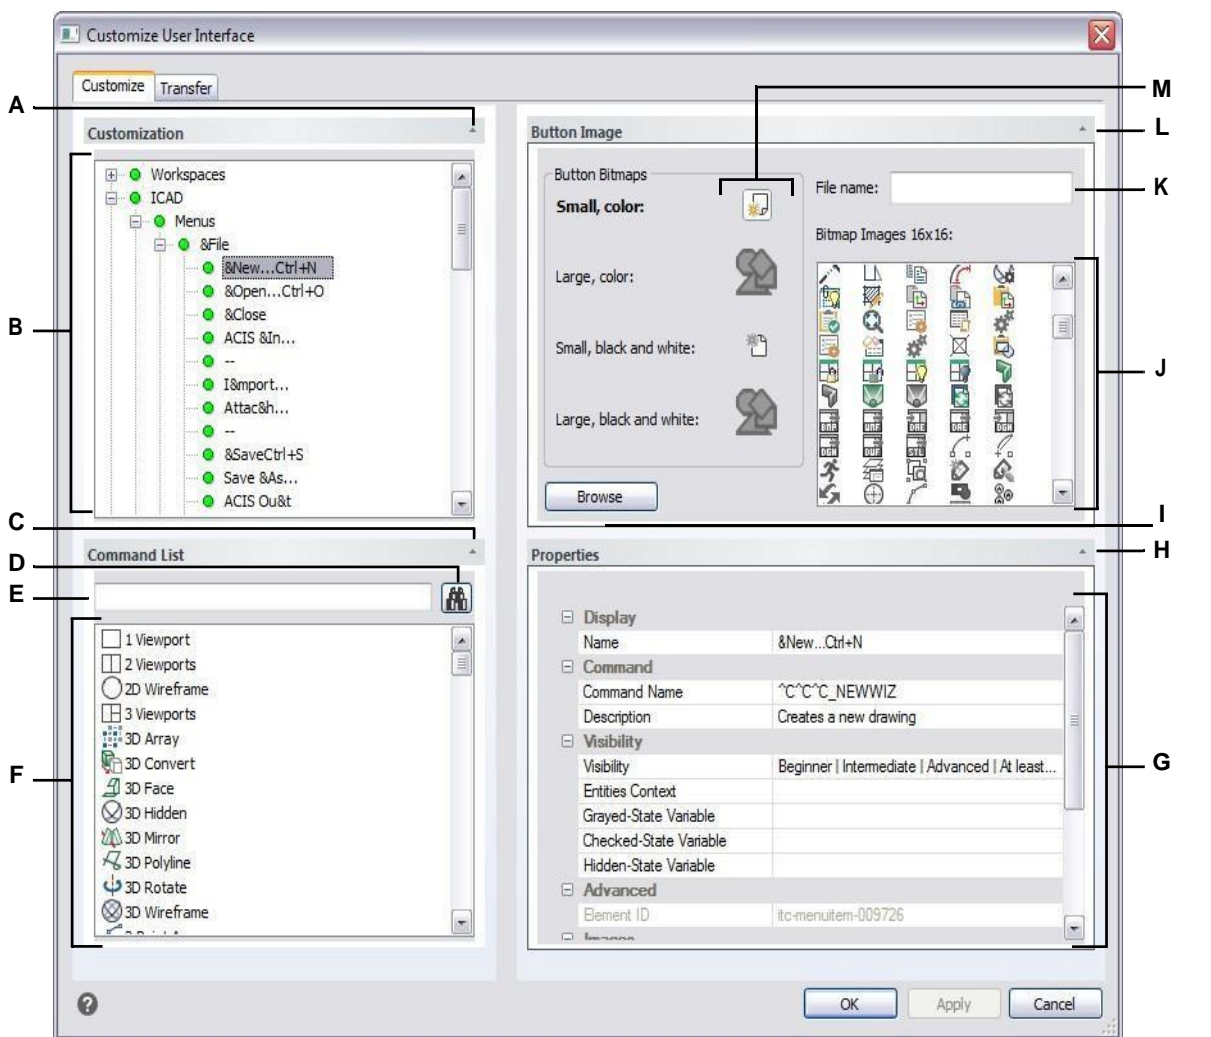 Customize User Interface
Customize Transfer
A
Customization
B
Workspaces
ICAD
Menus
&File
&New...Ctrl+N
&Open...Ctrl+O
&Close
ACIS &In...
--
I&mport...
Attac&h...
--
&SaveCtrl+S
Save &As...
ACIS Ou&t
C
Command List
D
E
F
1 Viewport
2 Viewports
2D Wireframe
3 Viewports
3D Array
3D Convert
3D Face
3D Hidden
3D Mirror
3D Polyline
3D Rotate
3D Wireframe
M
Button Image
L
Button Bitmaps
Small, color:
Large, color:
Small, black and white:
Large, black and white:
Browse
File name:
K
Bitmap Images 16x16:
J
I
Properties
H
G
Display
Name &New...Ctrl+N
Command
Command Name ^C^C^C_NEWWIZ
Description Creates a new drawing
Visibility
Visibility Beginner | Intermediate | Advanced | At least...
Entities Context
Grayed-State Variable
Checked-State Variable
Hidden-State Variable
Advanced
Element ID itc-menuitem-009726
OK Apply Cancel